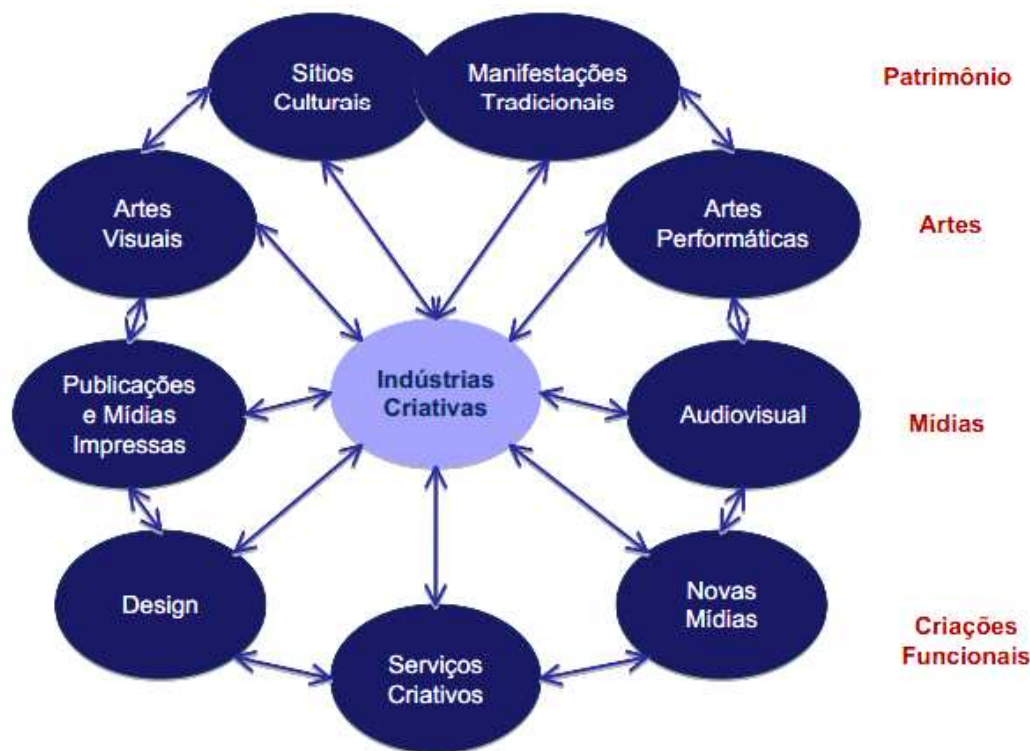 Sítios
Culturais
Manifestações
Tradicionais
Patrimônio
Artes
Visuais
Artes
Performáticas
Artes
Publicações
e Mídias
Impressas
Indústrias
Criativas
Audiovisual
Mídias
Design
Serviços
Criativos
Novas
Mídias
Criações
Funcionais